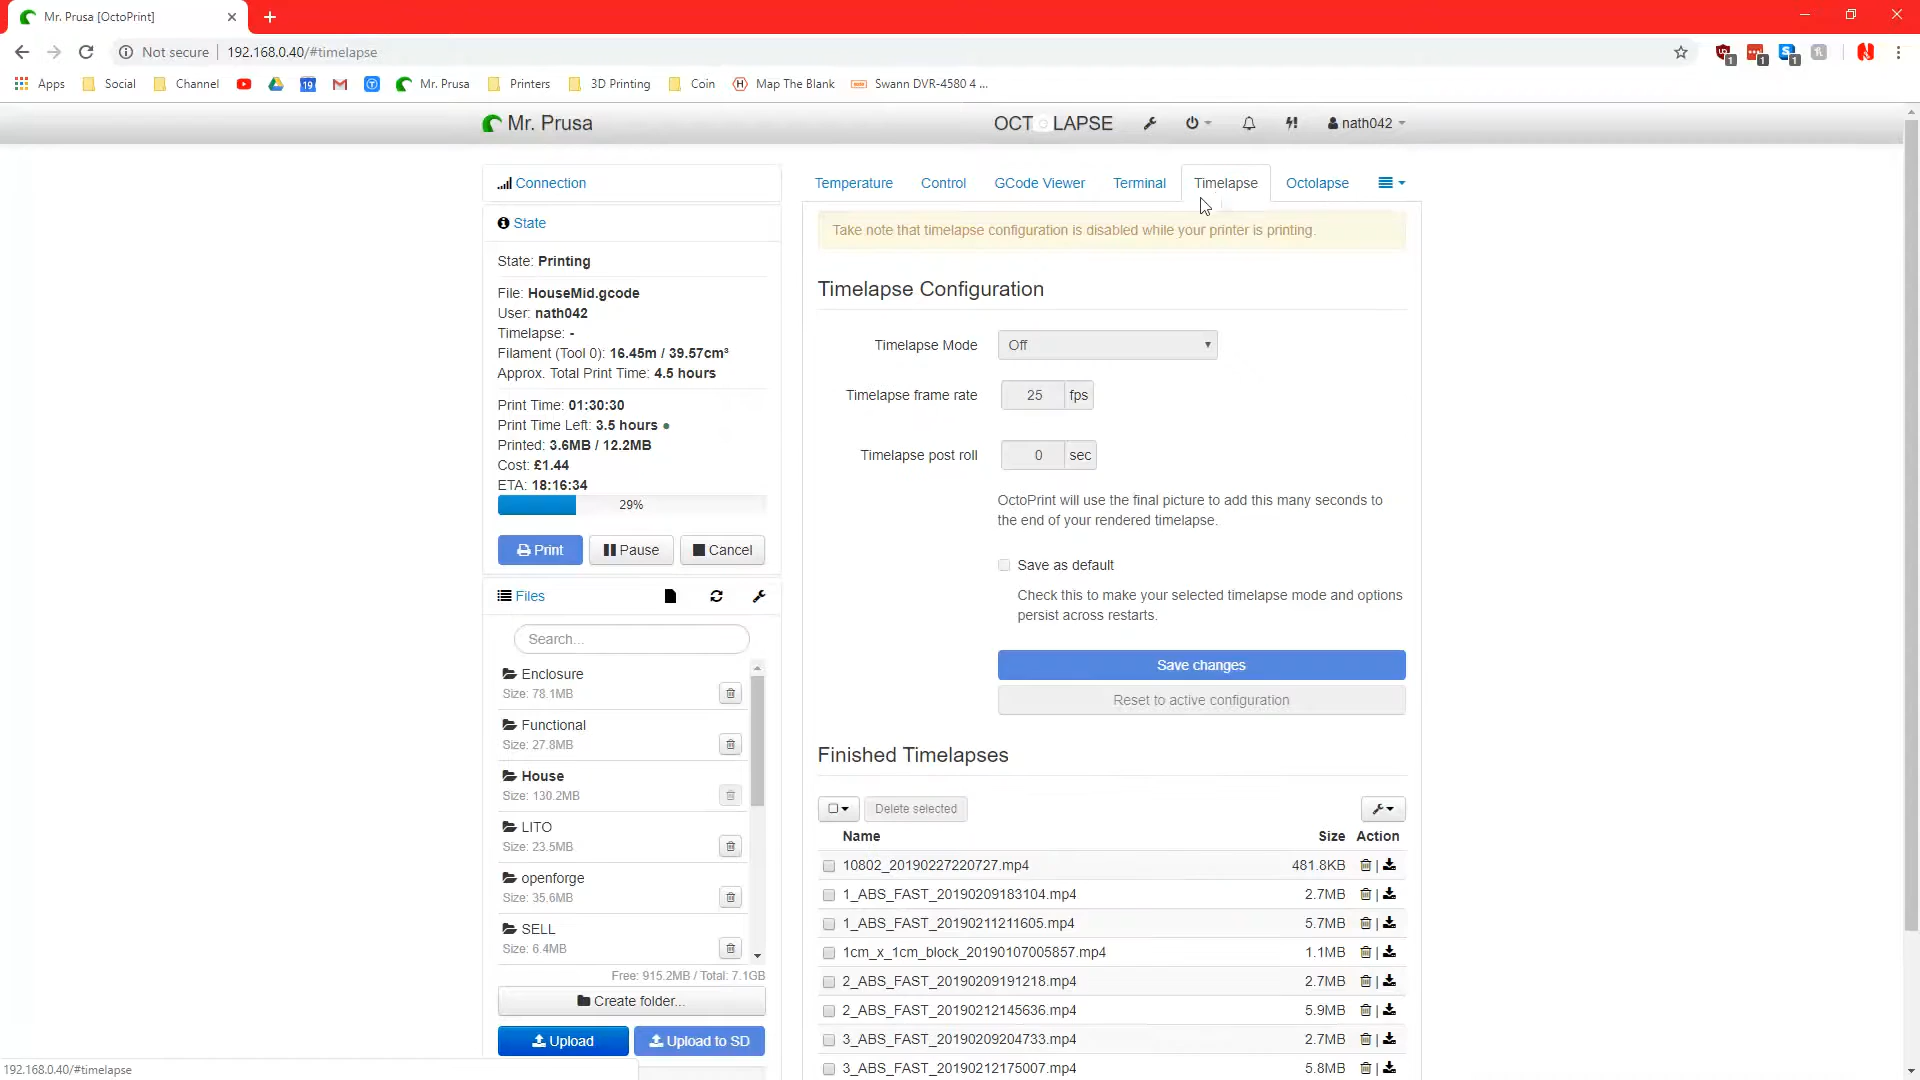 Mr. Prusa [OctoPrint]
Not secure
192.168.0.40/#timelapse
Apps
Social
Channel
19
Mr. Prusa
Printers
3D Printing
Coin
Map The Blank
Swann DVR-4580 4 ...
1
1
1
Mr. Prusa
OCTOLAPSE
nath042
Connection
State
State: Printing
File: HouseMid.gcode
User: nath042
Timelapse: -
Filament (Tool 0): 16.45m / 39.57cm³
Approx. Total Print Time: 4.5 hours
Print Time: 01:30:30
Print Time Left: 3.5 hours
Printed: 3.6MB / 12.2MB
Cost: £1.44
ETA: 18:16:34
29%
Print
Pause
Cancel
Files
Search...
Enclosure
Size: 78.1MB
Functional
Size: 27.8MB
House
Size: 130.2MB
LITO
Size: 23.5MB
openforge
Size: 35.6MB
SELL
Size: 6.4MB
Free: 915.2MB / Total: 7.1GB
Create folder...
Upload
Upload to SD
Temperature
Control
GCode Viewer
Terminal
Timelapse
Octolapse
Take note that timelapse configuration is disabled while your printer is printing.
Timelapse Configuration
Timelapse Mode
Off
Timelapse frame rate
25 fps
Timelapse post roll
0 sec
OctoPrint will use the final picture to add this many seconds to
the end of your rendered timelapse.
Save as default
Check this to make your selected timelapse mode and options
persist across restarts.
Save changes
Reset to active configuration
Finished Timelapses
Delete selected
Name Size Action
10802_20190227220727.mp4 481.8KB |
1_ABS_FAST_20190209183104.mp4 2.7MB |
1_ABS_FAST_20190211211605.mp4 5.7MB |
1cm_x_1cm_block_20190107005857.mp4 1.1MB |
2_ABS_FAST_20190209191218.mp4 2.7MB |
2_ABS_FAST_20190212145636.mp4 5.9MB |
3_ABS_FAST_20190209204733.mp4 2.7MB |
3_ABS_FAST_20190212175007.mp4 5.8MB |
192.168.0.40/#timelapse